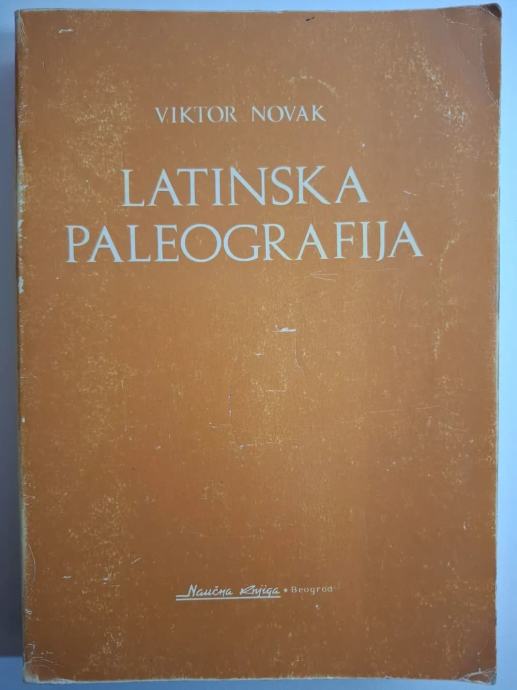 VIKTOR NOVAK
LATINSKA
PALEOGRAFIJA
Naučna Knjiga • Beograd